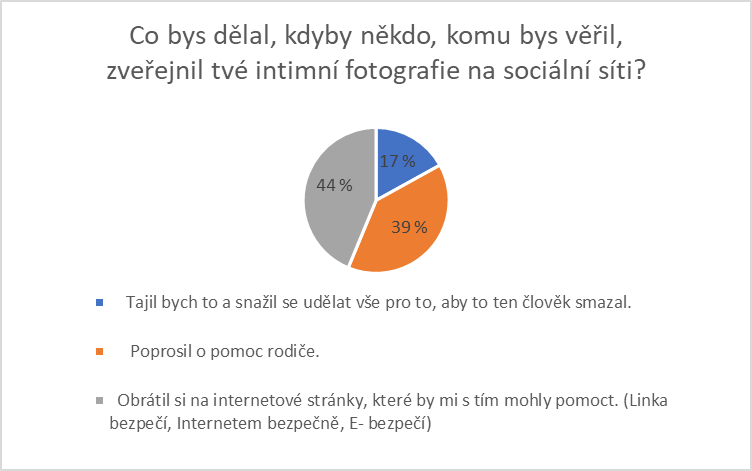 Co bys dělal, kdyby někdo, komu bys věřil,
zveřejnil tvé intimní fotografie na sociální síti?
17 %
44 %
39 %
Tajil bych to a snažil se udělat vše pro to, aby to ten člověk smazal.
Poprosil o pomoc rodiče.
Obrátil si na internetové stránky, které by mi s tím mohly pomoct. (Linka
bezpečí, Internetem bezpečně, E- bezpečí)